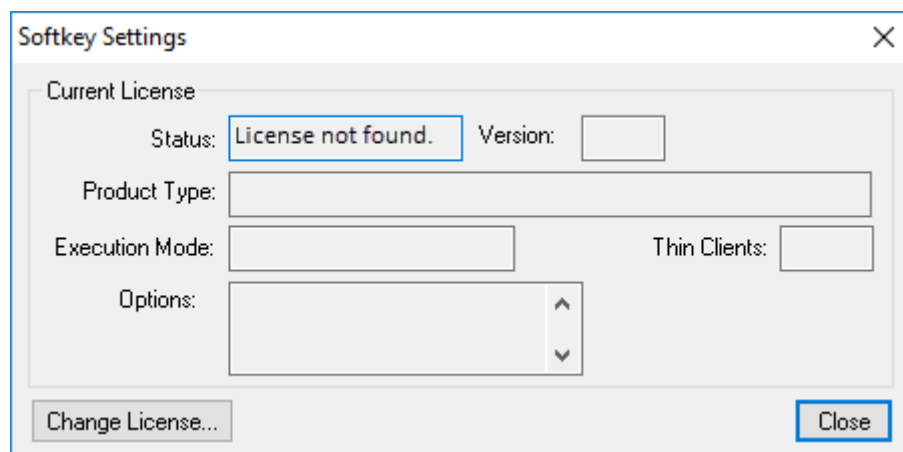 Softkey Settings
Current License
Status: License not found. Version:
Product Type:
Execution Mode: Thin Clients:
Options:
Change License... Close